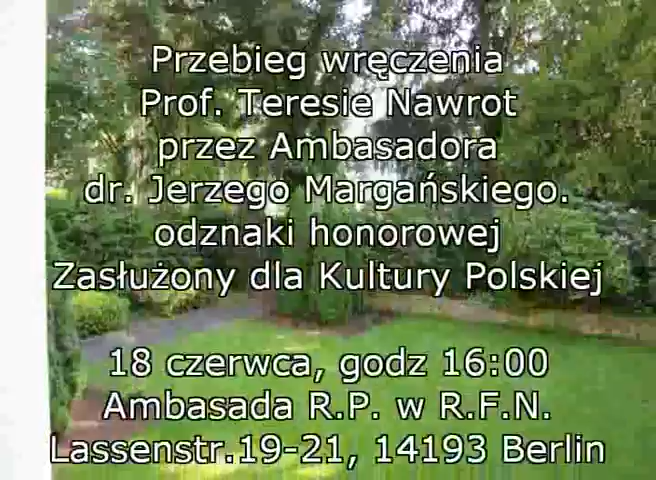 Przebieg wręczenia
Prof. Teresie Nawrot
przez Ambasadora
dr. Jerzego Margańskiego.
odznaki honorowej
Zasłużony dla Kultury Polskiej
18 czerwca, godz 16:00
Ambasada R.P. w R.F.N.
Lassenstr.19-21, 14193 Berlin